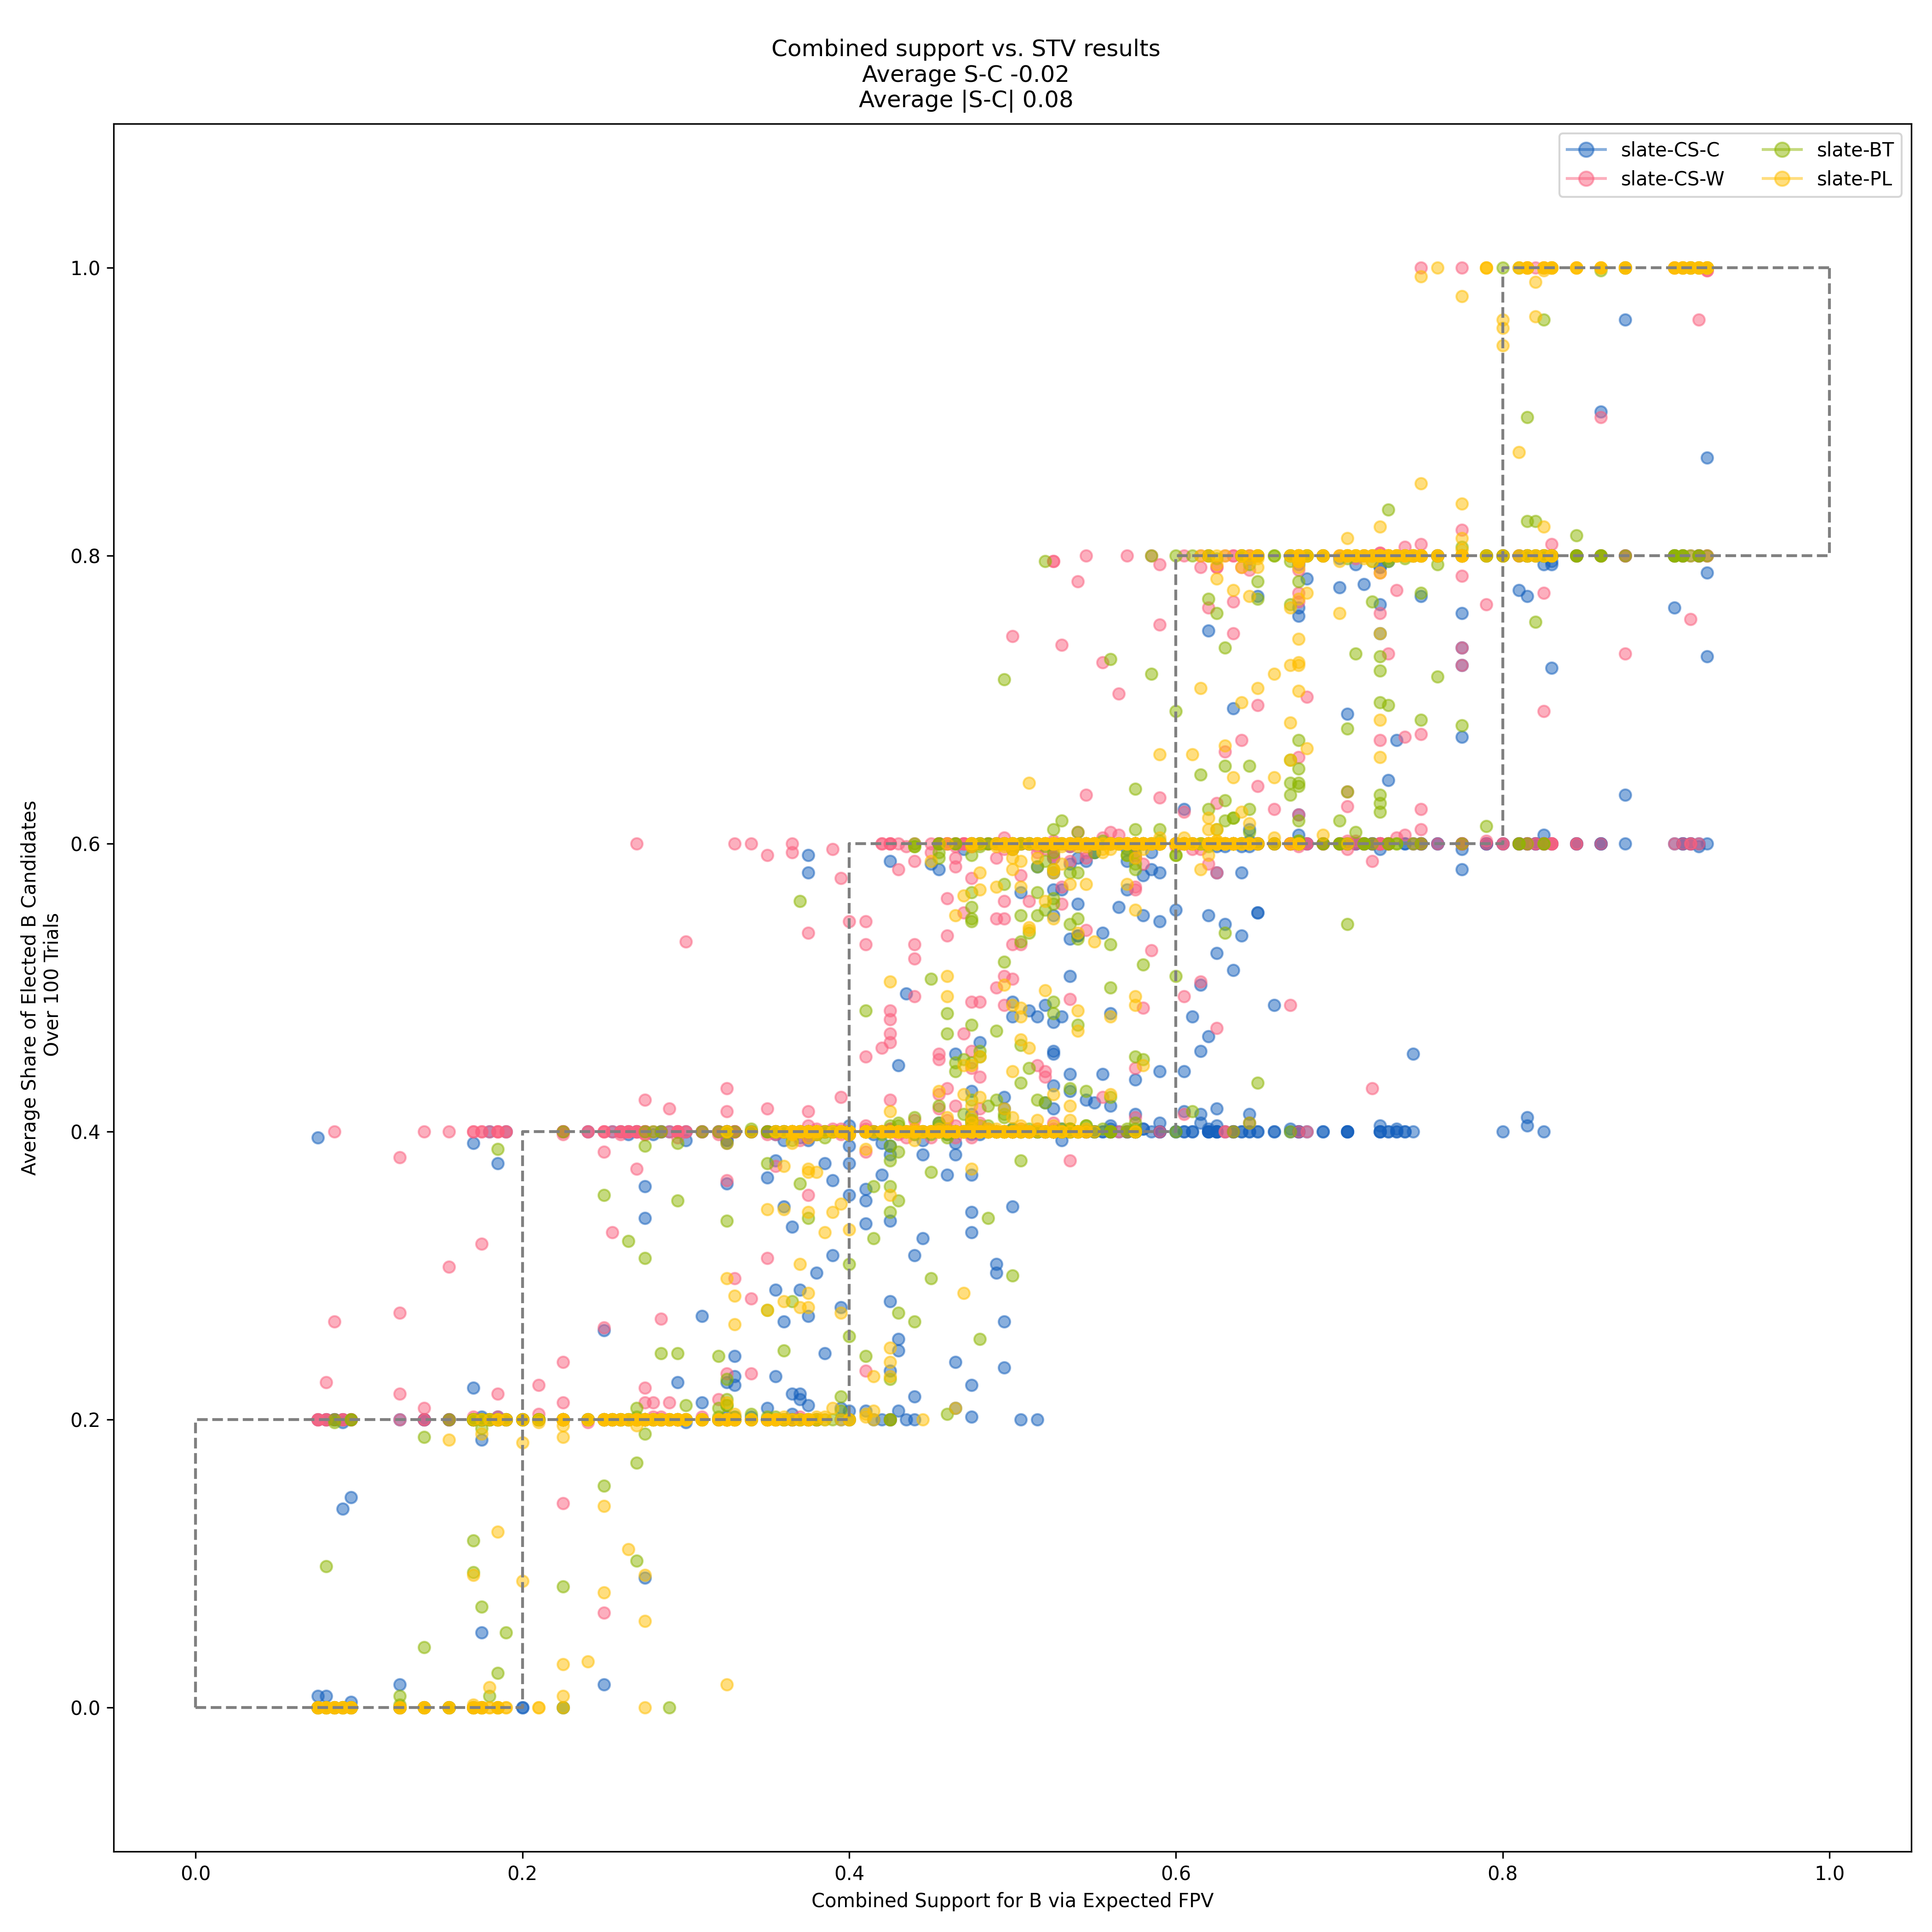 Combined support vs. STV results
Average S-C -0.02
Average |S-C| 0.08
slate-CS-C
slate-CS-W
slate-BT
slate-PL
1.0
0.8
0.6
0.4
0.2
0.0
Average Share of Elected B Candidates
Over 100 Trials
0.0
0.2
0.4
0.6
0.8
1.0
Combined Support for B via Expected FPV